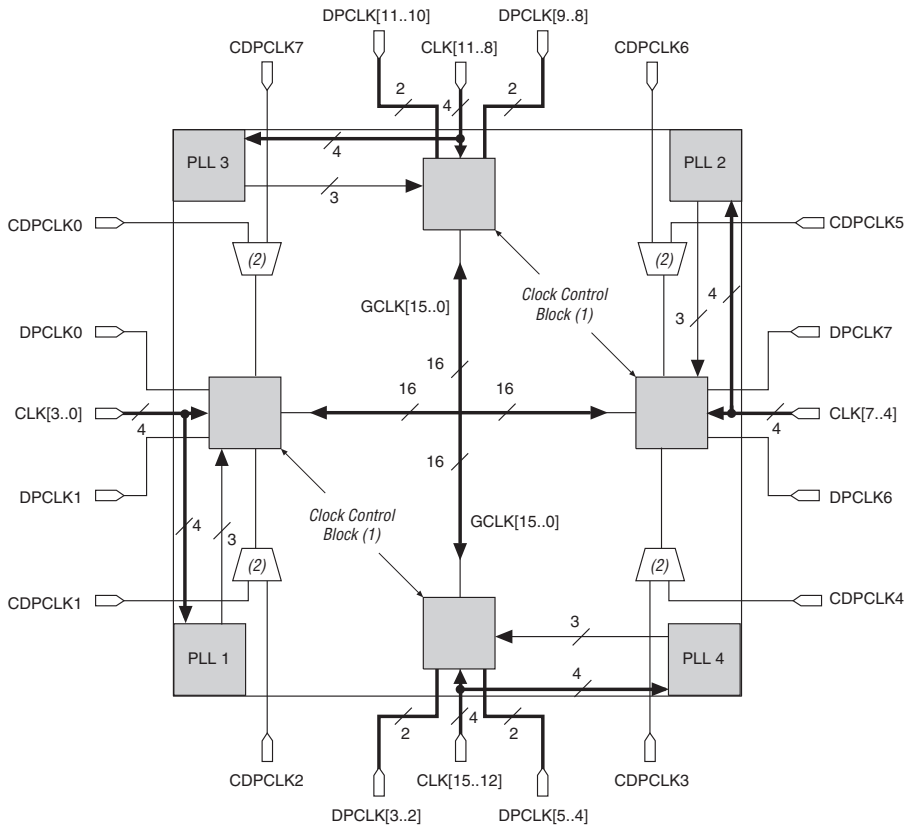 DPCLK[11..10]
DPCLK[9..8]
CDPCLK7
CLK[11..8]
CDPCLK6
2
4
2
PLL 3
4
PLL 2
3
CDPCLK0
CDPCLK5
(2)
(2)
Clock Control
Block (1)
GCLK[15..0]
4
3
DPCLK0
DPCLK7
16
16
16
CLK[3..0]
4
CLK[7..4]
4
16
DPCLK1
DPCLK6
Clock Control
Block (1)
GCLK[15..0]
4
3
(2)
(2)
CDPCLK1
CDPCLK4
3
PLL 1
PLL 4
4
2
4
2
CDPCLK2
CLK[15..12]
CDPCLK3
DPCLK[3..2]
DPCLK[5..4]